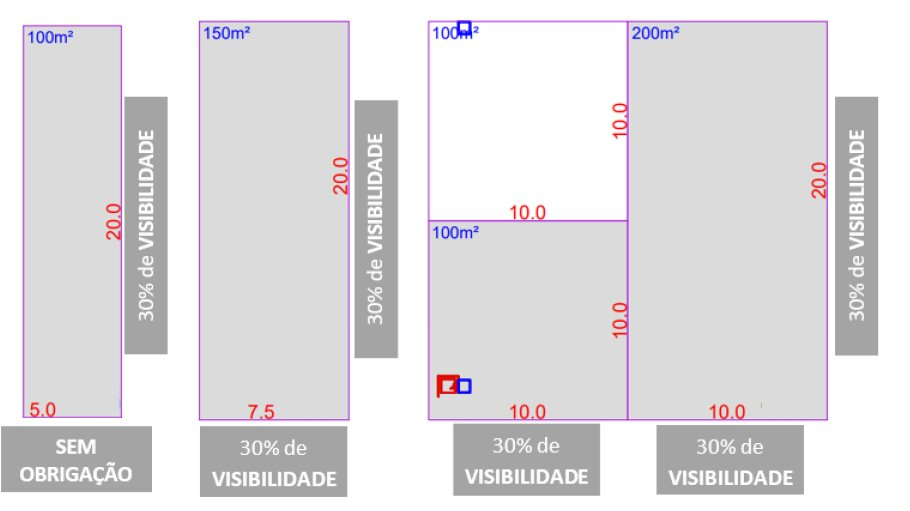 100m²
20.0
5.0
30% de VISIBILIDADE
SEM
OBRIGAÇÃO
150m²
20.0
7.5
30% de VISIBILIDADE
30% de
VISIBILIDADE
100m²
10.0
10.0
100m²
10.0
10.0
30% de
VISIBILIDADE
200m²
20.0
10.0
30% de VISIBILIDADE
30% de
VISIBILIDADE